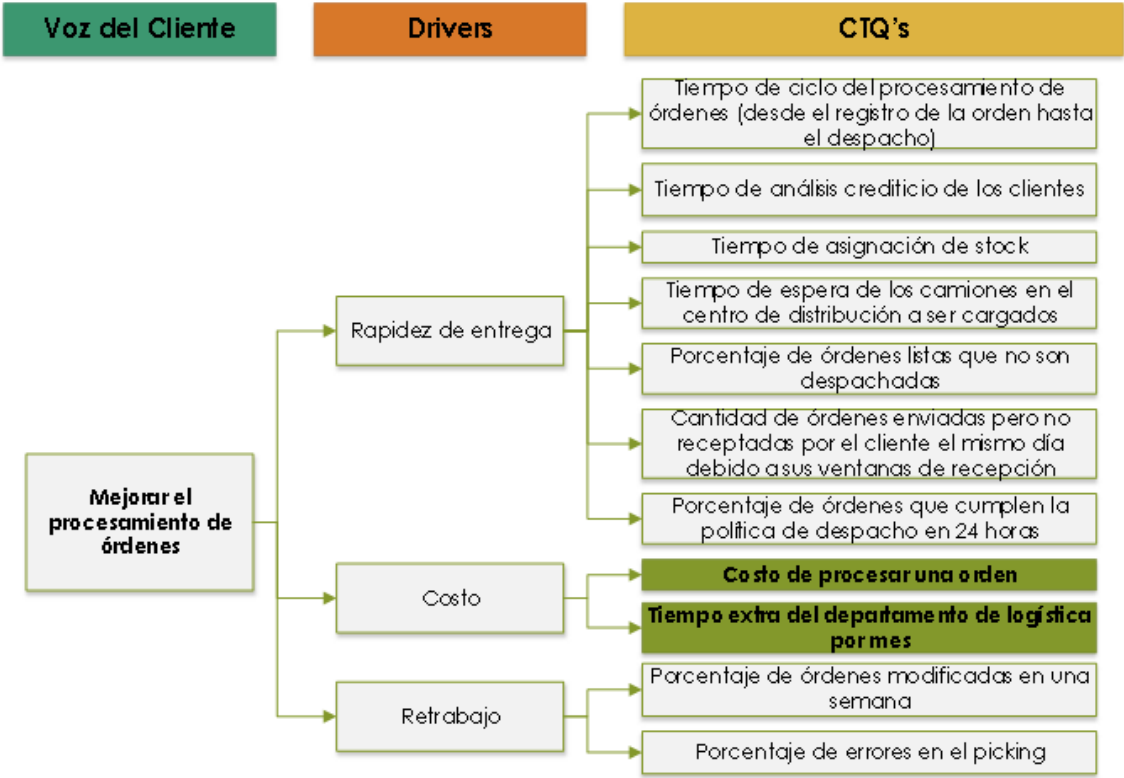 Voz del Cliente
Drivers
CTQ's
Tiempo de ciclo del procesamiento de
órdenes (desde el registro de la orden hasta
el despacho)
Tiempo de análisis crediticio de los clientes
Tiempo de asignación de stock
Tiempo de espera de los camiones en el
centro de distribución a ser cargados
Rapidez de entrega
Porcentaje de órdenes listas que no son
despachadas
Cantidad de órdenes enviadas pero no
receptadas por el cliente el mismo día
debido a sus ventanas de recepción
Mejorar el
procesamiento de
órdenes
Porcentaje de órdenes que cumplen la
política de despacho en 24 horas
Costo
Costo de procesar una orden
Tiempo extra del departamento de logística
por mes
Retrabajo
Porcentaje de órdenes modificadas en una
semana
Porcentaje de errores en el picking